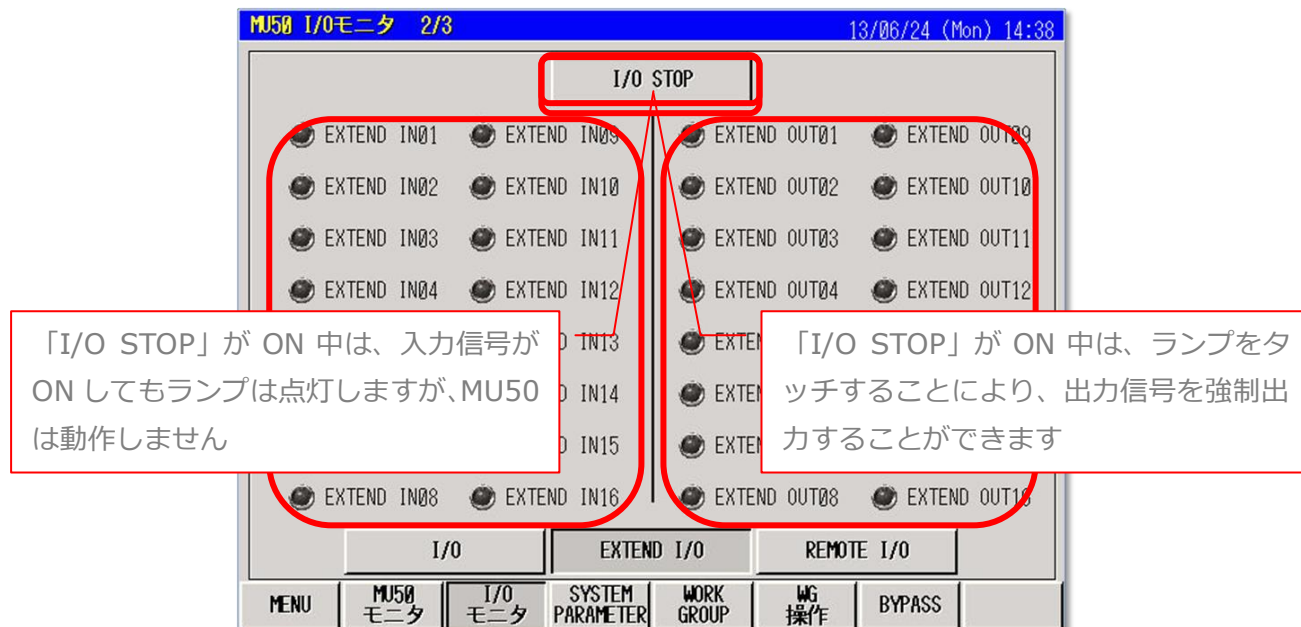 MU50 I/Oモニタ 2/3 13/06/24 (Mon) 14:38
I/O STOP
EXTEND IN01 EXTEND IN09 EXTEND OUT01 EXTEND OUT09
EXTEND IN02 EXTEND IN10 EXTEND OUT02 EXTEND OUT10
EXTEND IN03 EXTEND IN11 EXTEND OUT03 EXTEND OUT11
EXTEND IN04 EXTEND IN12 EXTEND OUT04 EXTEND OUT12
「I/O STOP」が ON 中は、入力信号が
ON してもランプは点灯しますが、MU50
は動作しません
IN13
IN14
IN15
「I/O STOP」が ON 中は、ランプをタ
ッチすることにより、出力信号を強制出
力することができます
EXTEND IN08 EXTEND IN16 EXTEND OUT08 EXTEND OUT16
I/O EXTEND I/O REMOTE I/O
MENU MU50 モニタ I/O モニタ SYSTEM PARAMETER WORK GROUP WG 操作 BYPASS